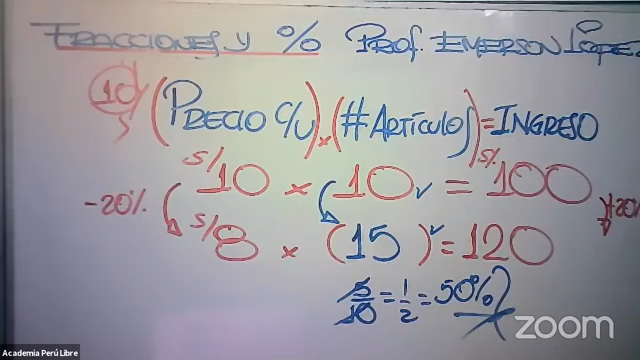 FRACCIONES Y % PROF. EMERSON LÓPEZ
10 (PRECIO C/U) × (# ARTÍCULOS) = INGRESO
S/10 × 10 ✓ = S/. 100
-20% +20%
S/8 × (15) ✓ = 120
5/10 = 1/2 = 50%
zoom
Academia Perú Libre